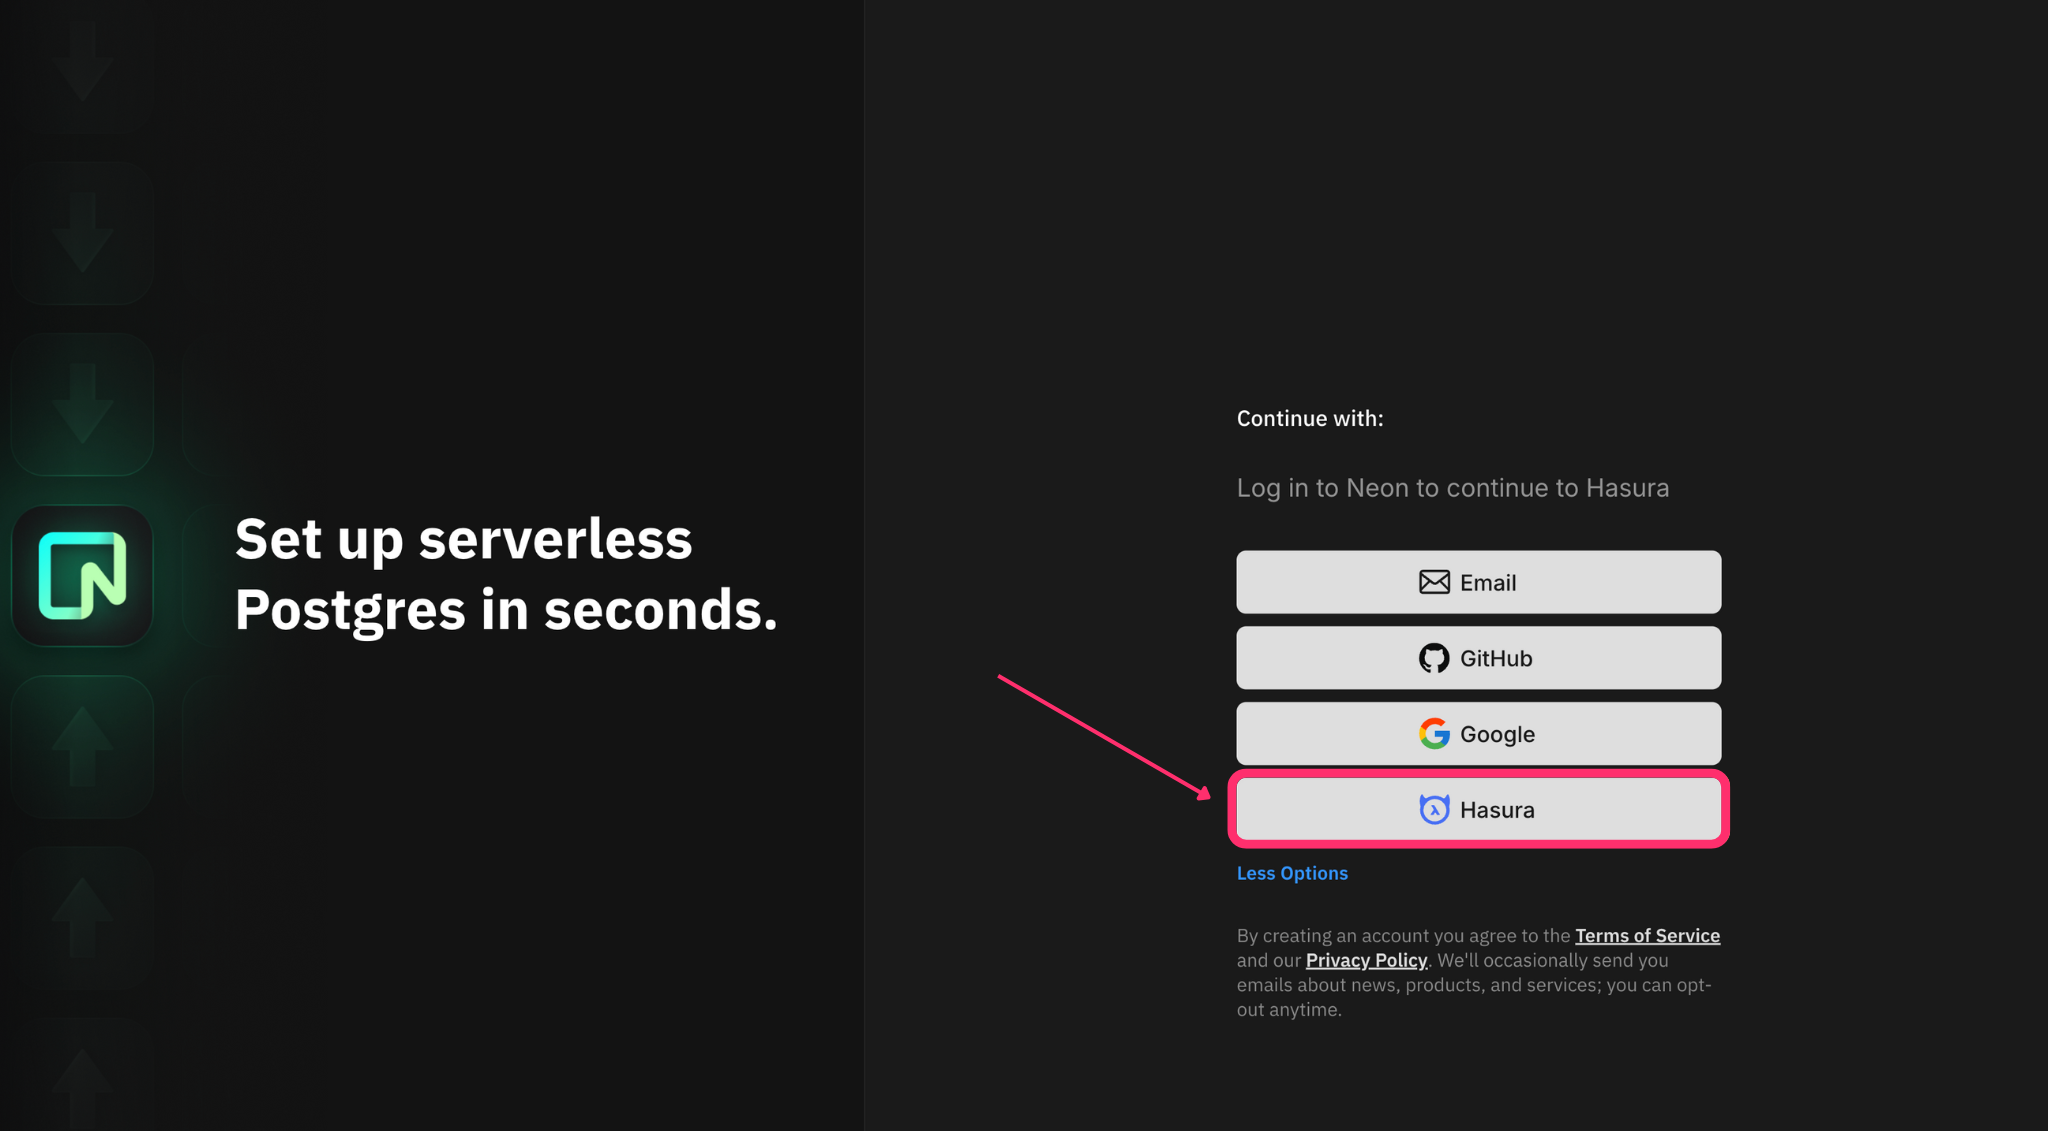 Set up serverless
Postgres in seconds.
Continue with:
Log in to Neon to continue to Hasura
Email
GitHub
Google
Hasura
Less Options
By creating an account you agree to the Terms of Service
and our Privacy Policy. We'll occasionally send you
emails about news, products, and services; you can opt-
out anytime.